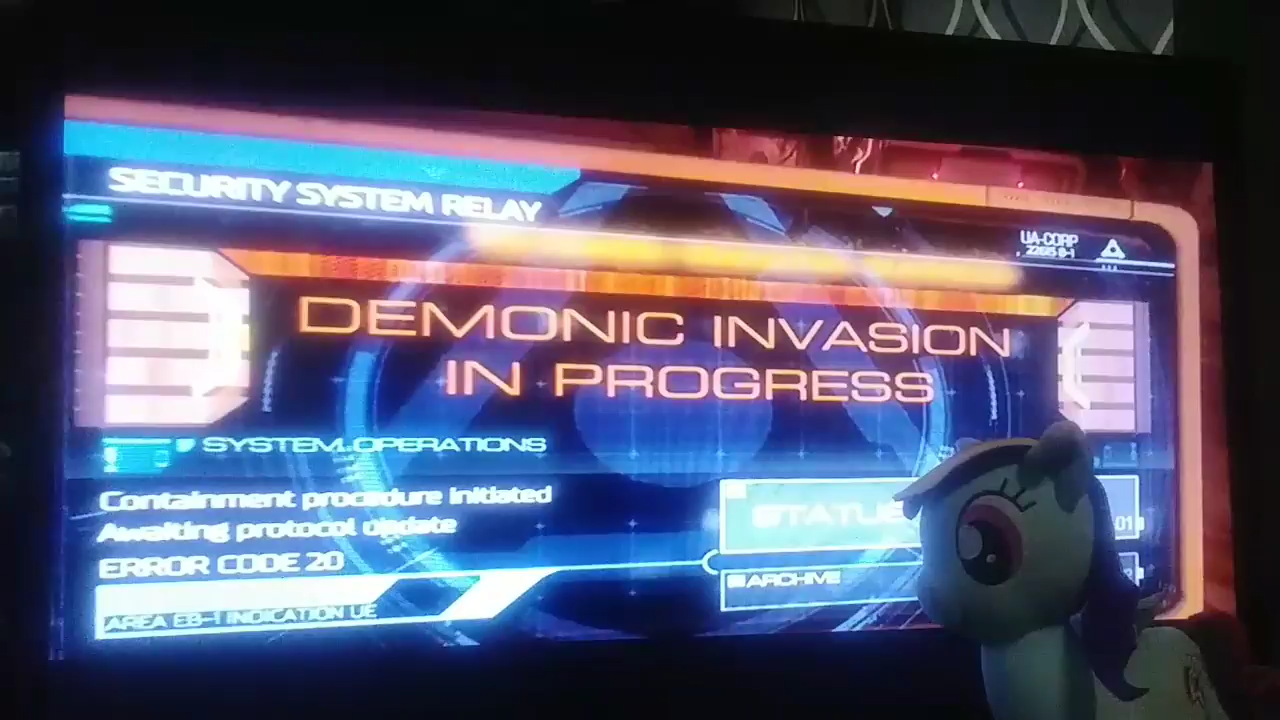 SECURITY SYSTEM RELAY
UA-CORP
DEMONIC INVASION
IN PROGRESS
SYSTEM OPERATIONS
Containment procedure initiated
Awaiting protocol update
ERROR CODE 20
AREA EB-1 INDICATION UE
STATUS
ARCHIVE